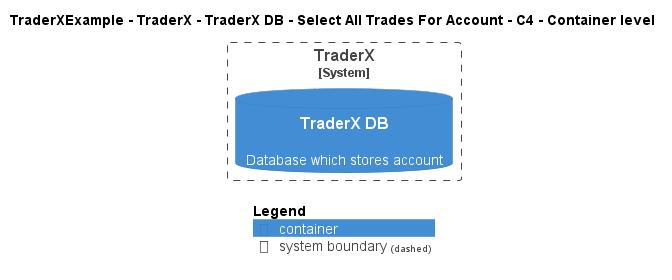 TraderXExample - TraderX - TraderX DB - Select All Trades For Account - C4 - Container level
TraderX
[System]
TraderX DB
Database which stores account
Legend
container
system boundary (dashed)